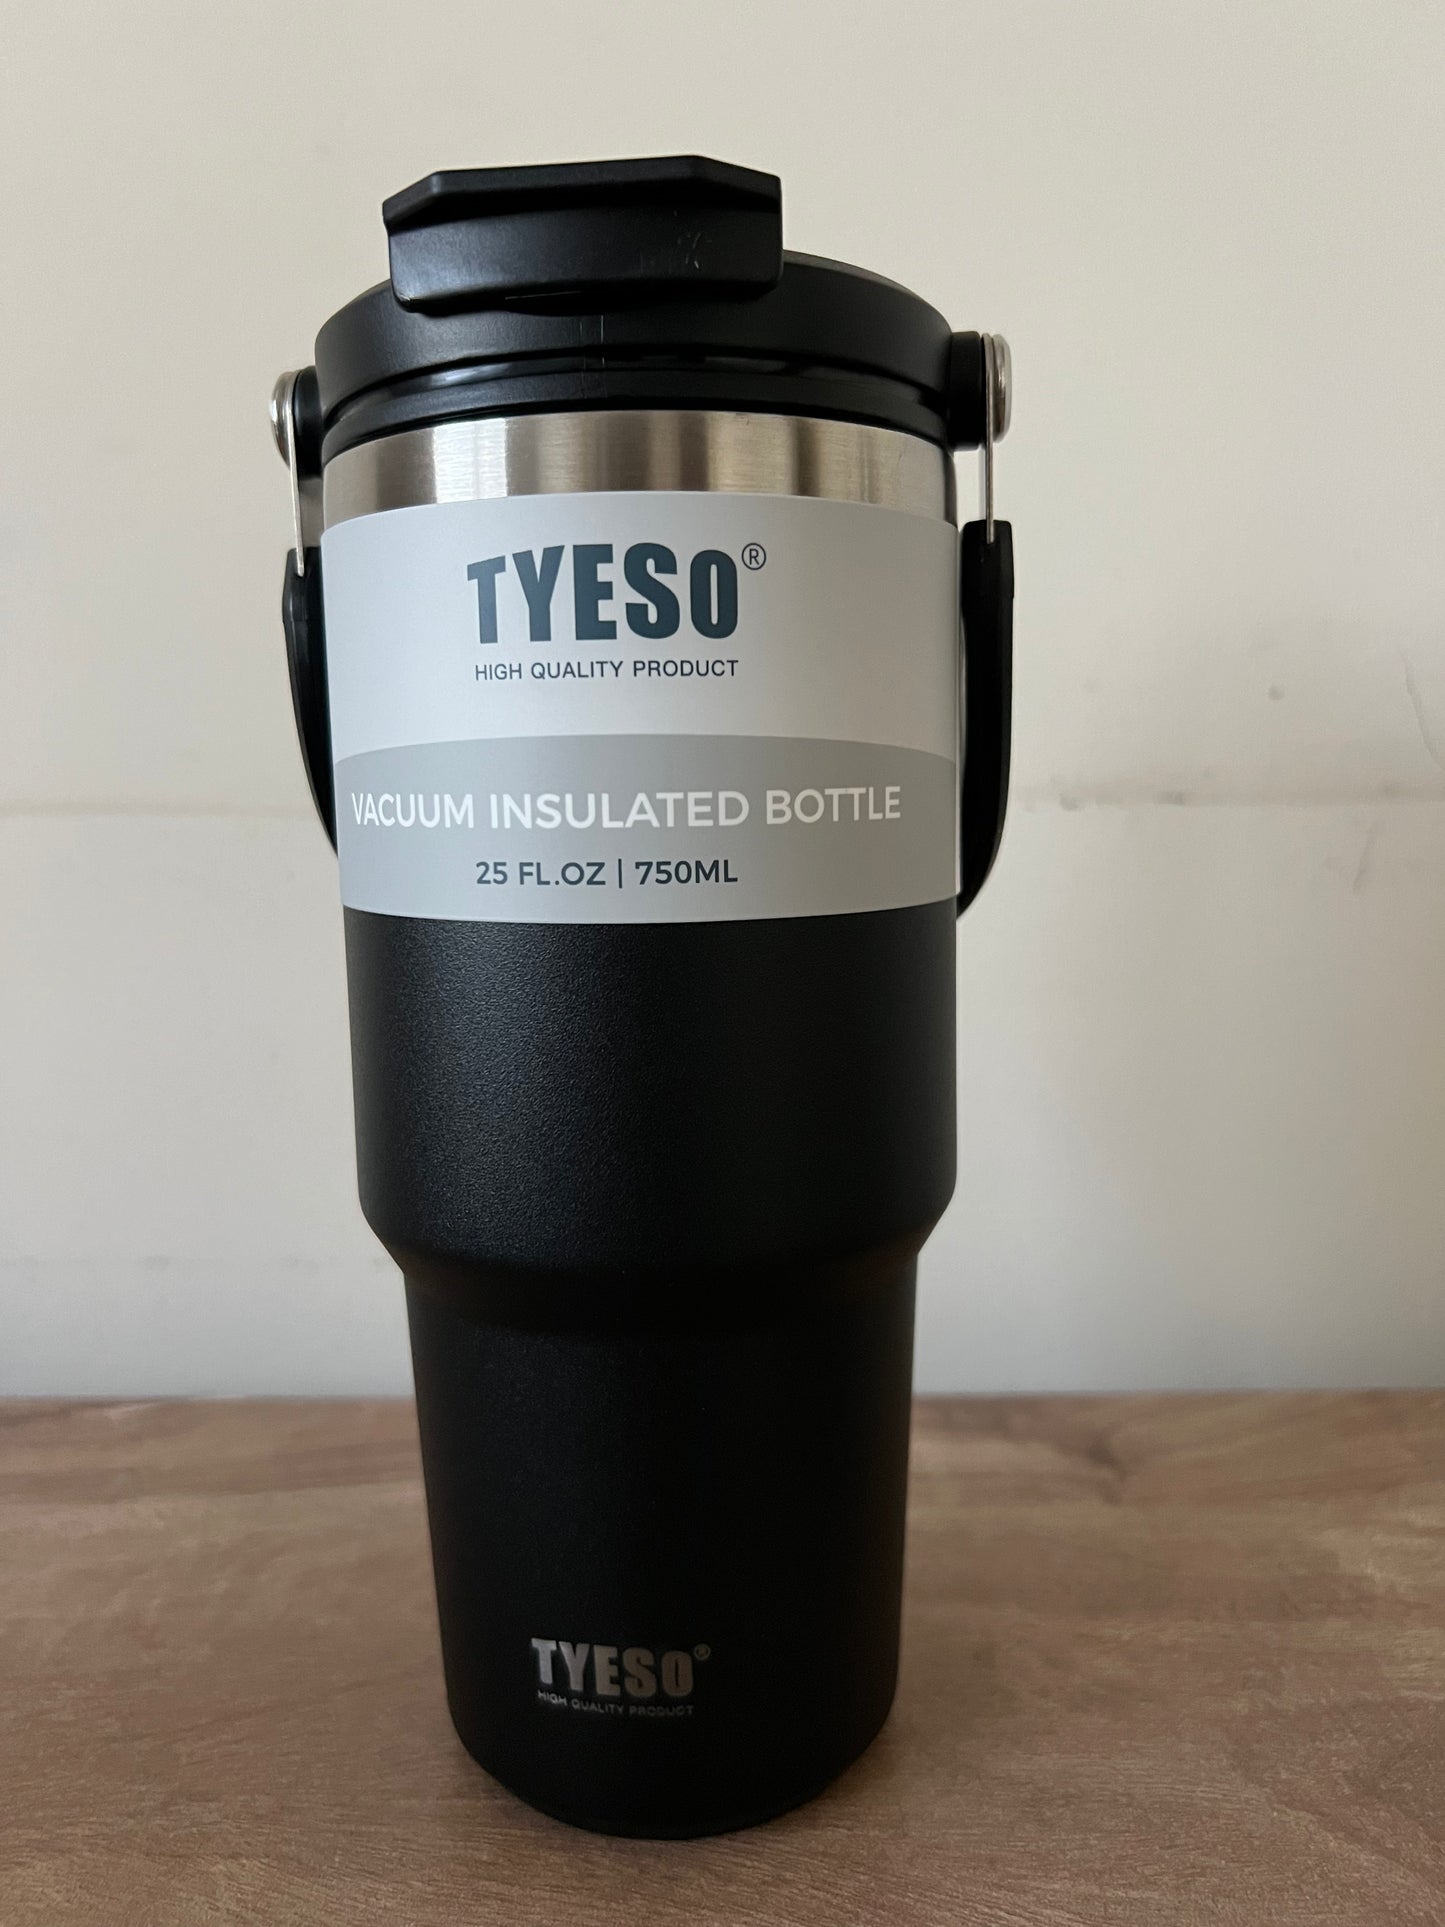 TYESO®
HIGH QUALITY PRODUCT
VACUUM INSULATED BOTTLE
25 FL.OZ | 750ML
TYESO®
HIGH QUALITY PRODUCT